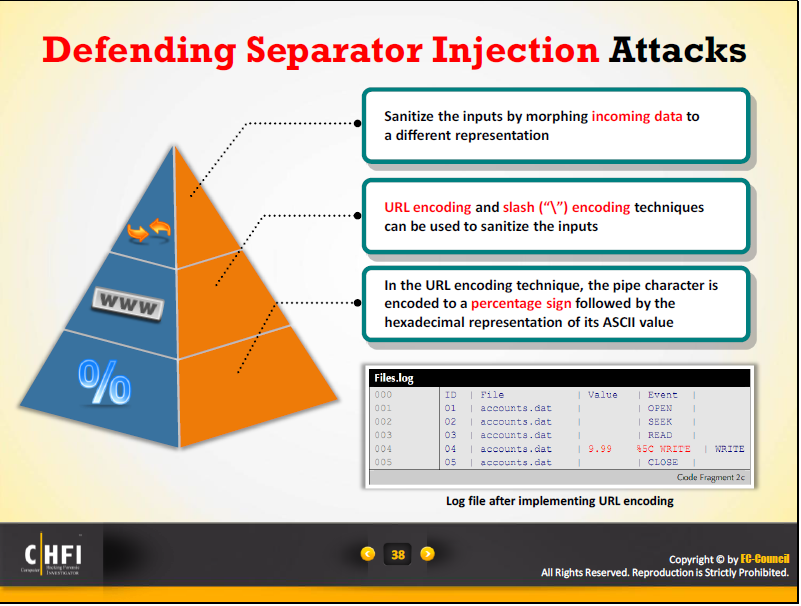 Defending Separator Injection Attacks
Sanitize the inputs by morphing incoming data to
a different representation
URL encoding and slash (“\”) encoding techniques
can be used to sanitize the inputs
In the URL encoding technique, the pipe character is
encoded to a percentage sign followed by the
hexadecimal representation of its ASCII value
WWW
%
Files.log
000 ID | File | Value | Event |
001 01 | accounts.dat | | OPEN |
002 02 | accounts.dat | | SEEK |
003 03 | accounts.dat | | READ |
004 04 | accounts.dat | 9.99 %5C WRITE | WRITE
005 05 | accounts.dat | | CLOSE |
Code Fragment 2c
Log file after implementing URL encoding
CHFI
Computer Hacking Forensic
INVESTIGATOR
38
Copyright © by EC-Council
All Rights Reserved. Reproduction is Strictly Prohibited.